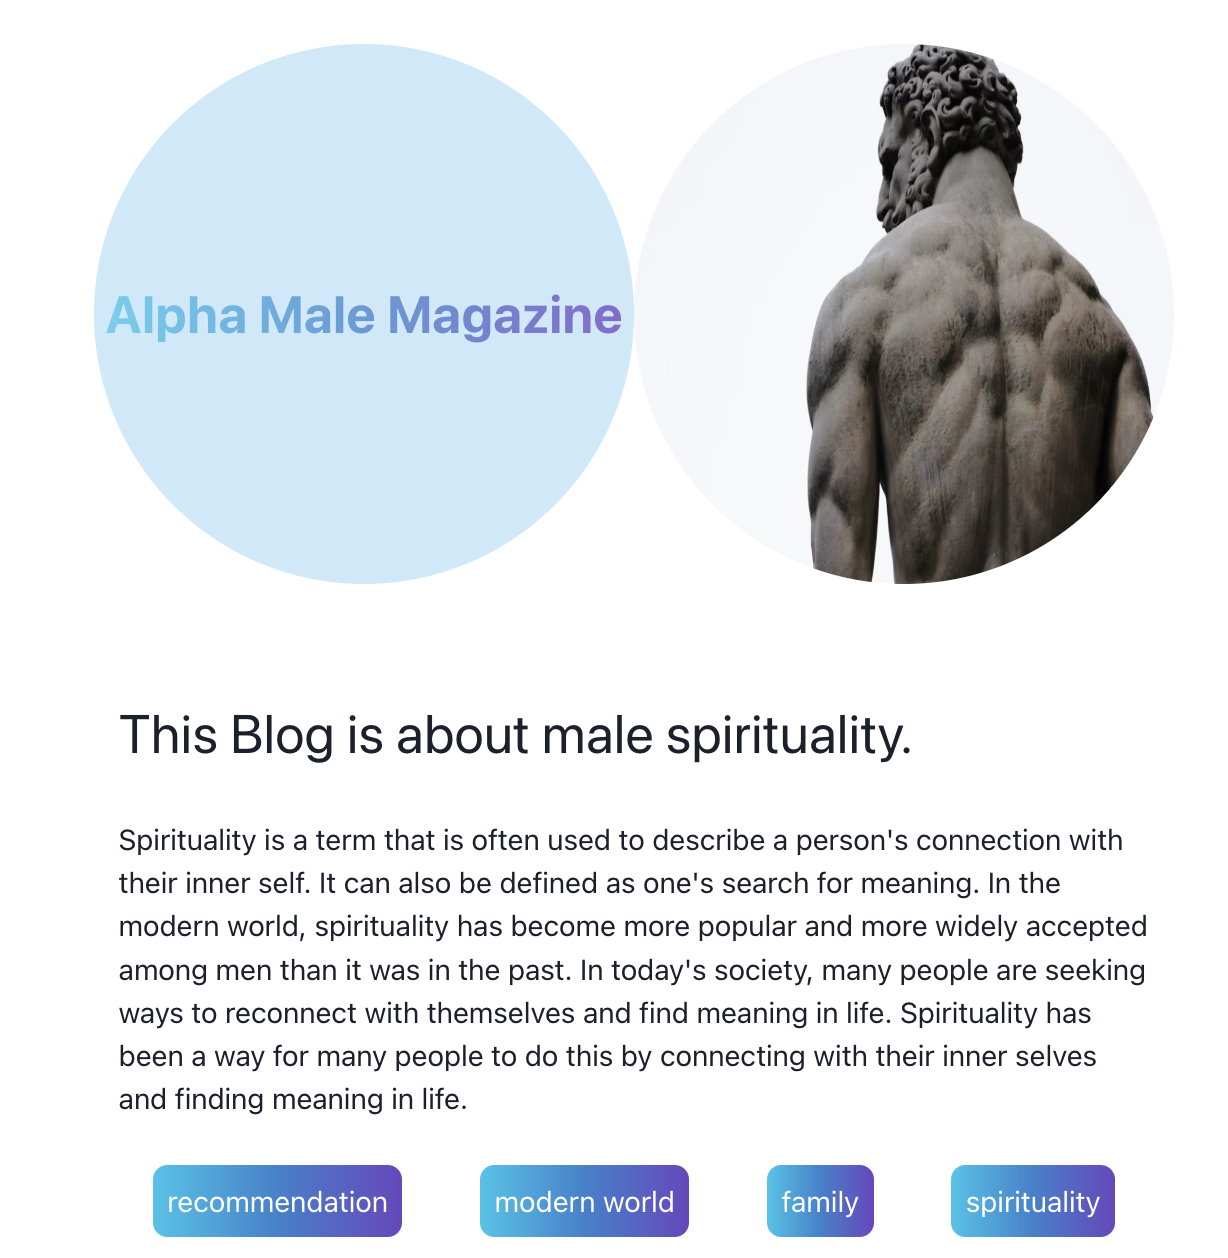 Alpha Male Magazine
This Blog is about male spirituality.
Spirituality is a term that is often used to describe a person's connection with
their inner self. It can also be defined as one's search for meaning. In the
modern world, spirituality has become more popular and more widely accepted
among men than it was in the past. In today's society, many people are seeking
ways to reconnect with themselves and find meaning in life. Spirituality has
been a way for many people to do this by connecting with their inner selves
and finding meaning in life.
recommendation
modern world
family
spirituality